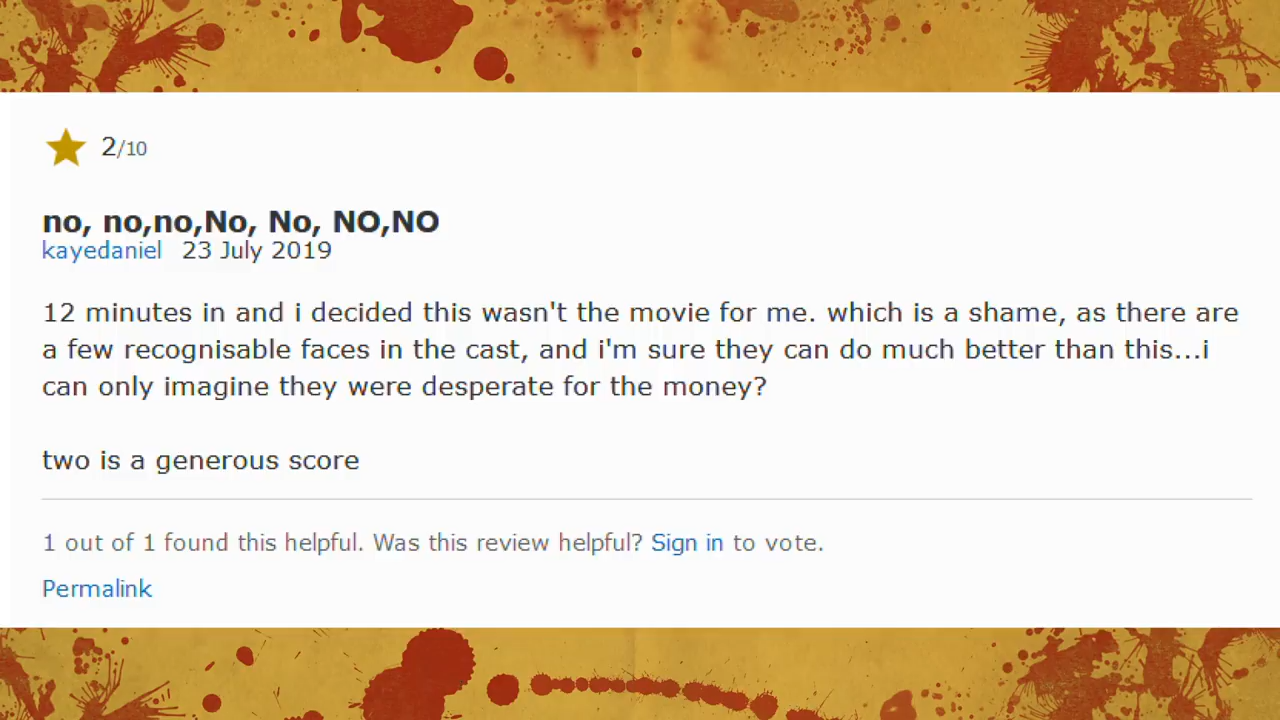 2/10
no, no,no,No, No, NO,NO
kayedaniel 23 July 2019
12 minutes in and i decided this wasn't the movie for me. which is a shame, as there are
a few recognisable faces in the cast, and i'm sure they can do much better than this...i
can only imagine they were desperate for the money?
two is a generous score
1 out of 1 found this helpful. Was this review helpful? Sign in to vote.
Permalink